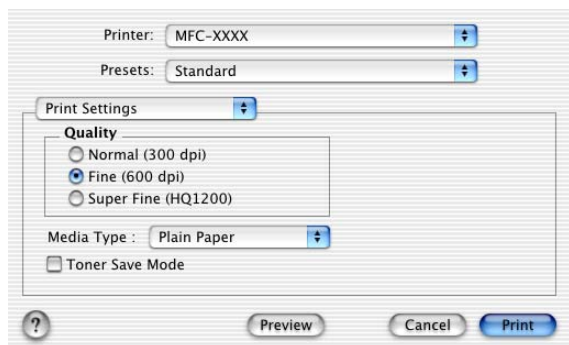 Printer: MFC-XXXX
Presets: Standard
Print Settings
Quality
Normal (300 dpi)
Fine (600 dpi)
Super Fine (HQ1200)
Media Type : Plain Paper
Toner Save Mode
? Preview Cancel Print